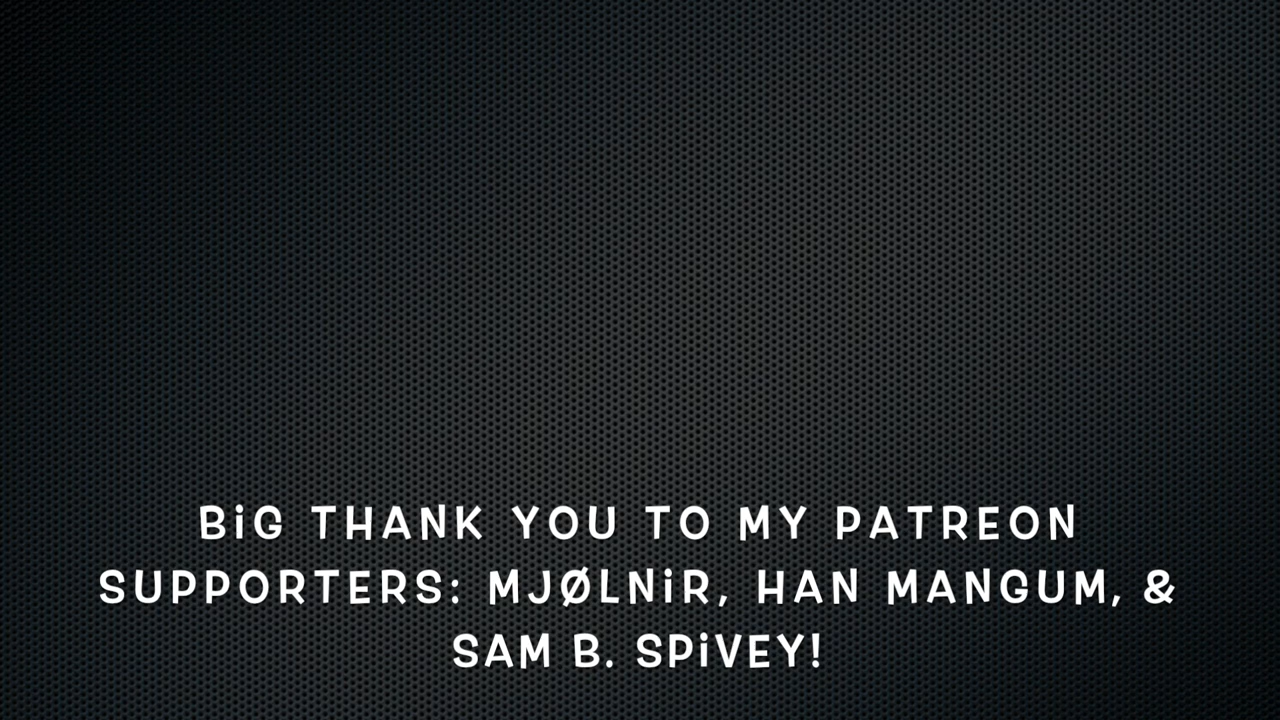 BiG THANK YOU TO MY PATREON
SUPPORTERS: MJØLNiR, HAN MANGUM, &
SAM B. SPiVEY!